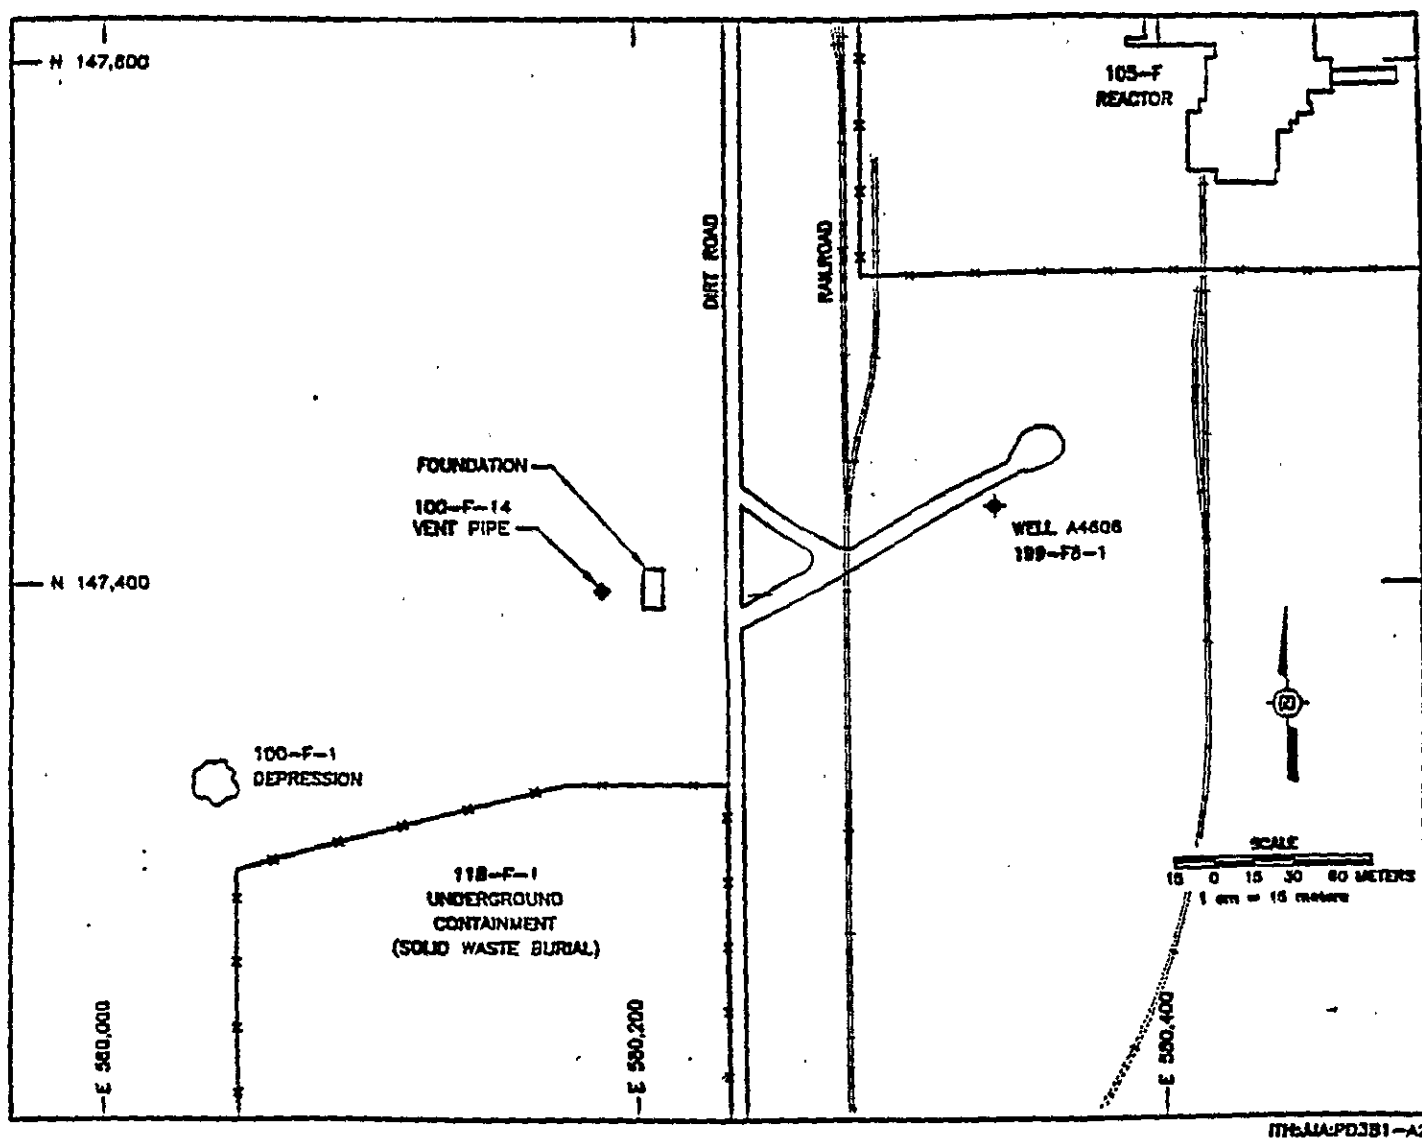 N 147,600
105-F
REACTOR
DIRT ROAD
RAILROAD
FOUNDATION
100-F-14
VENT PIPE
WELL A4606
199-F5-1
N 147,400
100-F-1
DEPRESSION
SCALE
15 0 15 30 60 METERS
1 cm = 15 meters
118-F-1
UNDERGROUND
CONTAINMENT
(SOLID WASTE BURIAL)
E 580,000
E 580,200
E 580,400